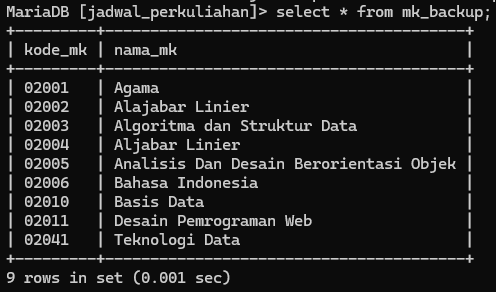 MariaDB [jadwal_perkuliahan]> select * from mk_backup;
+---------+---------------------------------------+
| kode_mk | nama_mk                               |
+---------+---------------------------------------+
| 02001   | Agama                                 |
| 02002   | Alajabar Linier                       |
| 02003   | Algoritma dan Struktur Data           |
| 02004   | Aljabar Linier                        |
| 02005   | Analisis Dan Desain Berorientasi Objek |
| 02006   | Bahasa Indonesia                      |
| 02010   | Basis Data                            |
| 02011   | Desain Pemrograman Web                |
| 02041   | Teknologi Data                        |
+---------+---------------------------------------+
9 rows in set (0.001 sec)